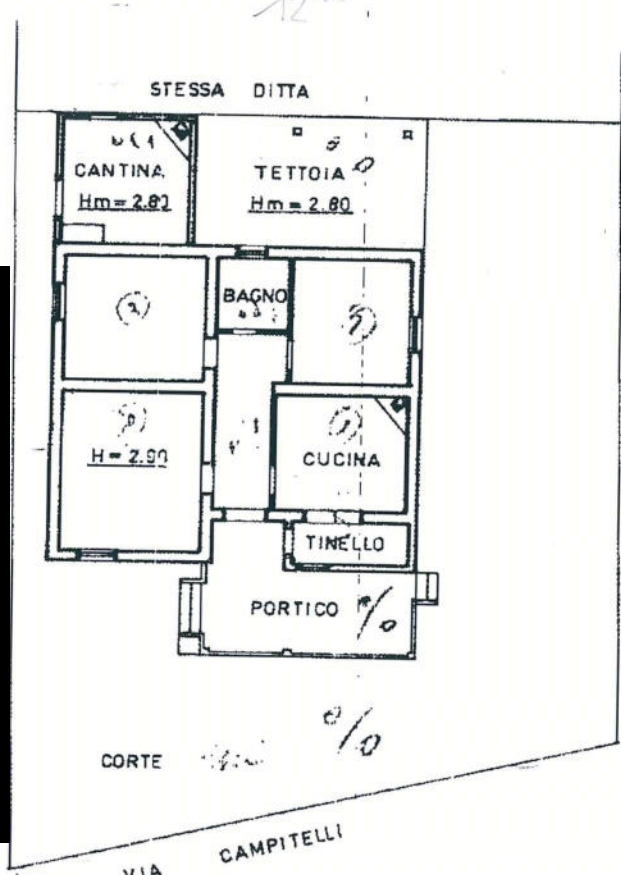 12
STESSA DITTA
CANTINA
Hm = 2.80
TETTOIA
Hm = 2.80
BAGNO
H = 2.90
CUCINA
TINELLO
PORTICO %
%
CORTE
VIA CAMPITELLI